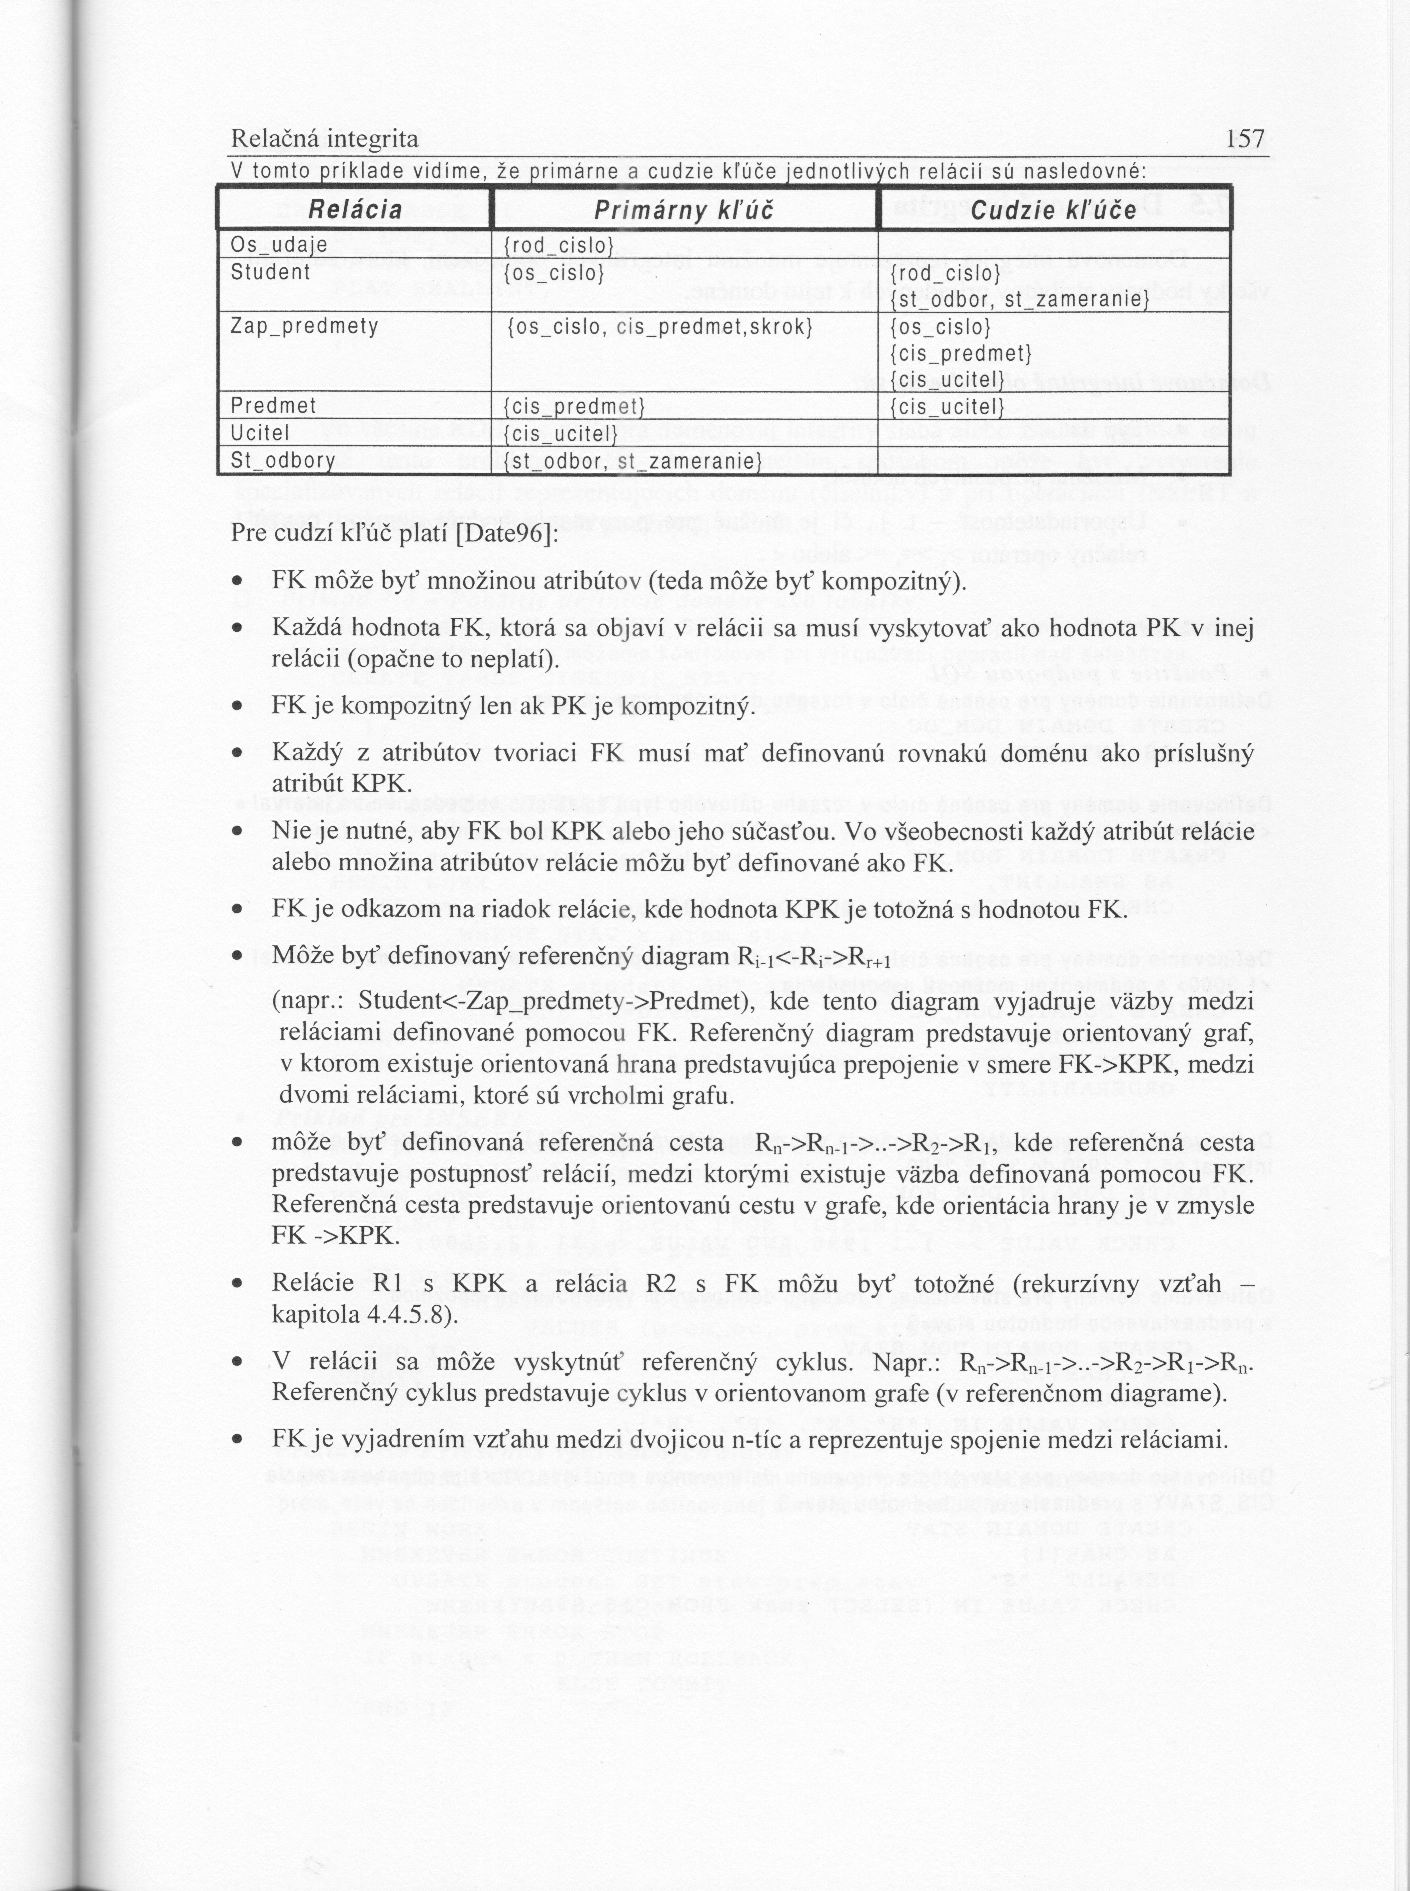 Relačná integrita 157
V tomto príklade vidíme, že primárne a cudzie kľúče jednotlivých relácií sú nasledovné:
Relácia Primárny kľúč Cudzie kľúče
Os_udaje {rod_cislo}
Student {os_cislo} {rod_cislo}
{st_odbor, st_zameranie}
Zap_predmety {os_cislo, cis_predmet,skrok} {os_cislo}
{cis_predmet}
{cis_ucitel}
Predmet {cis_predmet} {cis_ucitel}
Ucitel {cis_ucitel}
St_odbory {st_odbor, st_zameranie}
Pre cudzí kľúč platí [Date96]:
• FK môže byť množinou atribútov (teda môže byť kompozitný).
• Každá hodnota FK, ktorá sa objaví v relácii sa musí vyskytovať ako hodnota PK v inej
relácii (opačne to neplatí).
• FK je kompozitný len ak PK je kompozitný.
• Každý z atribútov tvoriaci FK musí mať definovanú rovnakú doménu ako príslušný
atribút KPK.
• Nie je nutné, aby FK bol KPK alebo jeho súčasťou. Vo všeobecnosti každý atribút relácie
alebo množina atribútov relácie môžu byť definované ako FK.
• FK je odkazom na riadok relácie, kde hodnota KPK je totožná s hodnotou FK.
• Môže byť definovaný referenčný diagram Ri-1<-Ri->Rr+1
(napr.: Student<-Zap_predmety->Predmet), kde tento diagram vyjadruje väzby medzi
reláciami definované pomocou FK. Referenčný diagram predstavuje orientovaný graf,
v ktorom existuje orientovaná hrana predstavujúca prepojenie v smere FK->KPK, medzi
dvomi reláciami, ktoré sú vrcholmi grafu.
• môže byť definovaná referenčná cesta Rn->Rn-1->..->R2->R1, kde referenčná cesta
predstavuje postupnosť relácií, medzi ktorými existuje väzba definovaná pomocou FK.
Referenčná cesta predstavuje orientovanú cestu v grafe, kde orientácia hrany je v zmysle
FK ->KPK.
• Relácie R1 s KPK a relácia R2 s FK môžu byť totožné (rekurzívny vzťah –
kapitola 4.4.5.8).
• V relácii sa môže vyskytnúť referenčný cyklus. Napr.: Rn->Rn-1->..->R2->R1->Rn.
Referenčný cyklus predstavuje cyklus v orientovanom grafe (v referenčnom diagrame).
• FK je vyjadrením vzťahu medzi dvojicou n-tíc a reprezentuje spojenie medzi reláciami.